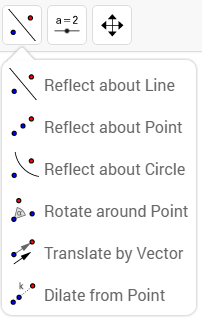 a = 2
Reflect about Line
Reflect about Point
Reflect about Circle
α
Rotate around Point
Translate by Vector
k
Dilate from Point